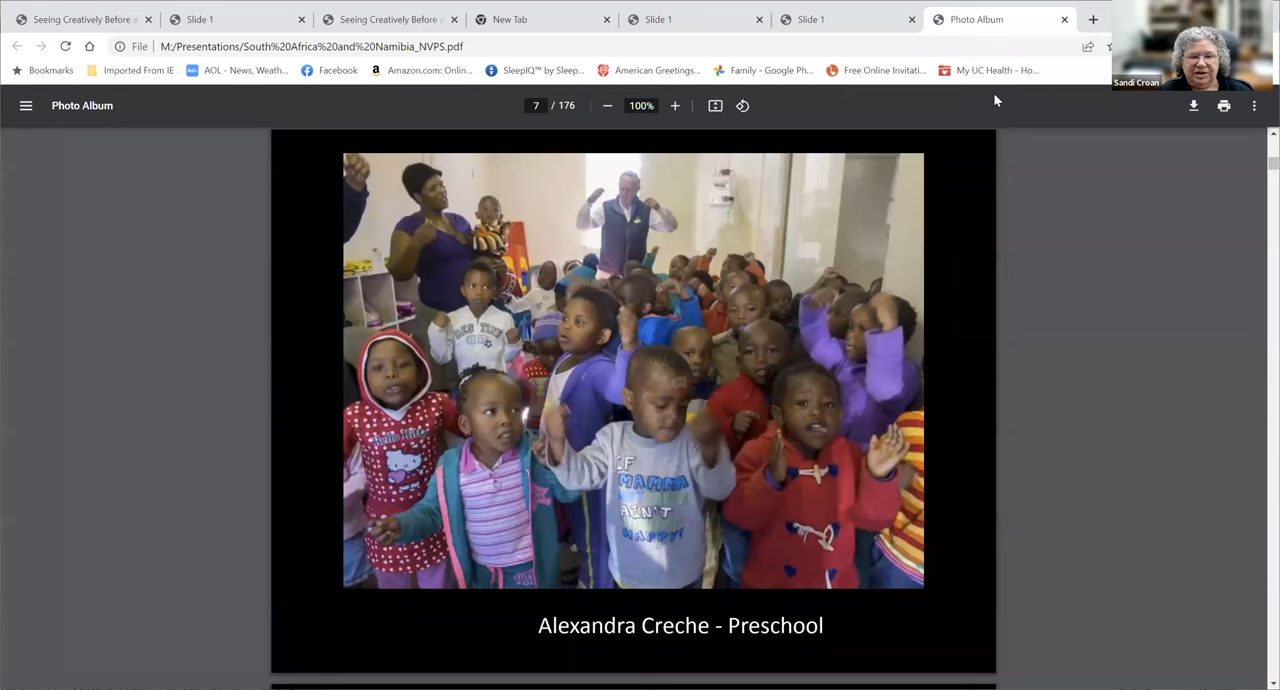 Seeing Creatively Before a
Slide 1
Seeing Creatively Before a
New Tab
Slide 1
Slide 1
Photo Album
File
M:/Presentations/South%20Africa%20and%20Namibia_NVPS.pdf
Bookmarks
Imported From IE
AOL - News, Weath...
Facebook
Amazon.com: Onlin...
SleepIQ™ by Sleep...
American Greetings...
Family - Google Ph...
Free Online Invitati...
My UC Health - Ho...
Sandi Croan
Photo Album
7 / 176
100%
Hello Kitty
IF
MAMMA
AIN'T
HAPPY!
Alexandra Creche - Preschool